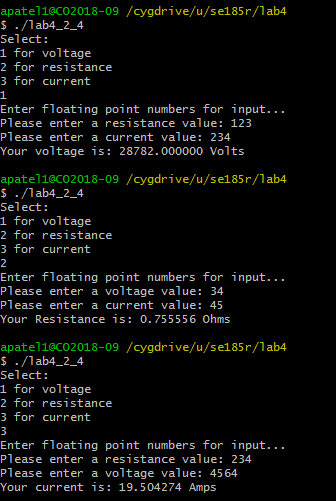 apatel1@CO2018-09 /cygdrive/u/se185r/lab4
$ ./lab4_2_4
Select:
1 for voltage
2 for resistance
3 for current
1
Enter floating point numbers for input...
Please enter a resistance value: 123
Please enter a current value: 234
Your voltage is: 28782.000000 Volts
apatel1@CO2018-09 /cygdrive/u/se185r/lab4
$ ./lab4_2_4
Select:
1 for voltage
2 for resistance
3 for current
2
Enter floating point numbers for input...
Please enter a voltage value: 34
Please enter a current value: 45
Your Resistance is: 0.755556 Ohms
apatel1@CO2018-09 /cygdrive/u/se185r/lab4
$ ./lab4_2_4
Select:
1 for voltage
2 for resistance
3 for current
3
Enter floating point numbers for input...
Please enter a resistance value: 234
Please enter a voltage value: 4564
Your current is: 19.504274 Amps